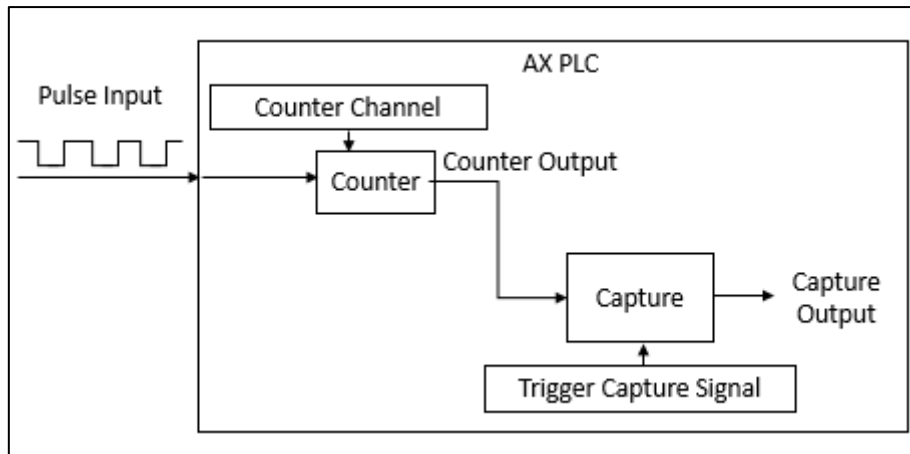 AX PLC
Pulse Input
Counter Channel
Counter Output
Counter
Capture
Capture
Output
Trigger Capture Signal